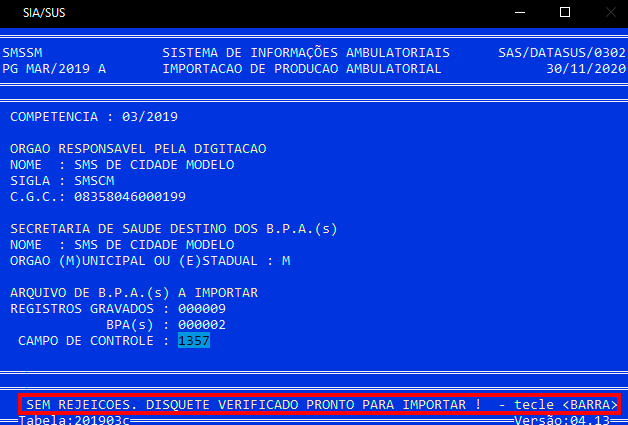 SIA/SUS
SMSSM SISTEMA DE INFORMAÇÕES AMBULATORIAIS SAS/DATASUS/0302
PG MAR/2019 A IMPORTACAO DE PRODUCAO AMBULATORIAL 30/11/2020
COMPETENCIA : 03/2019
ORGAO RESPONSAVEL PELA DIGITACAO
NOME : SMS DE CIDADE MODELO
SIGLA : SMSCM
C.G.C.: 08358046000199
SECRETARIA DE SAUDE DESTINO DOS B.P.A.(s)
NOME : SMS DE CIDADE MODELO
ORGAO (M)UNICIPAL OU (E)STADUAL : M
ARQUIVO DE B.P.A.(s) A IMPORTAR
REGISTROS GRAVADOS : 000009
BPA(s) : 000002
CAMPO DE CONTROLE : 1357
SEM REJEICOES. DISQUETE VERIFICADO PRONTO PARA IMPORTAR ! - tecle <BARRA>
Tabela:201903c Versão:04.13